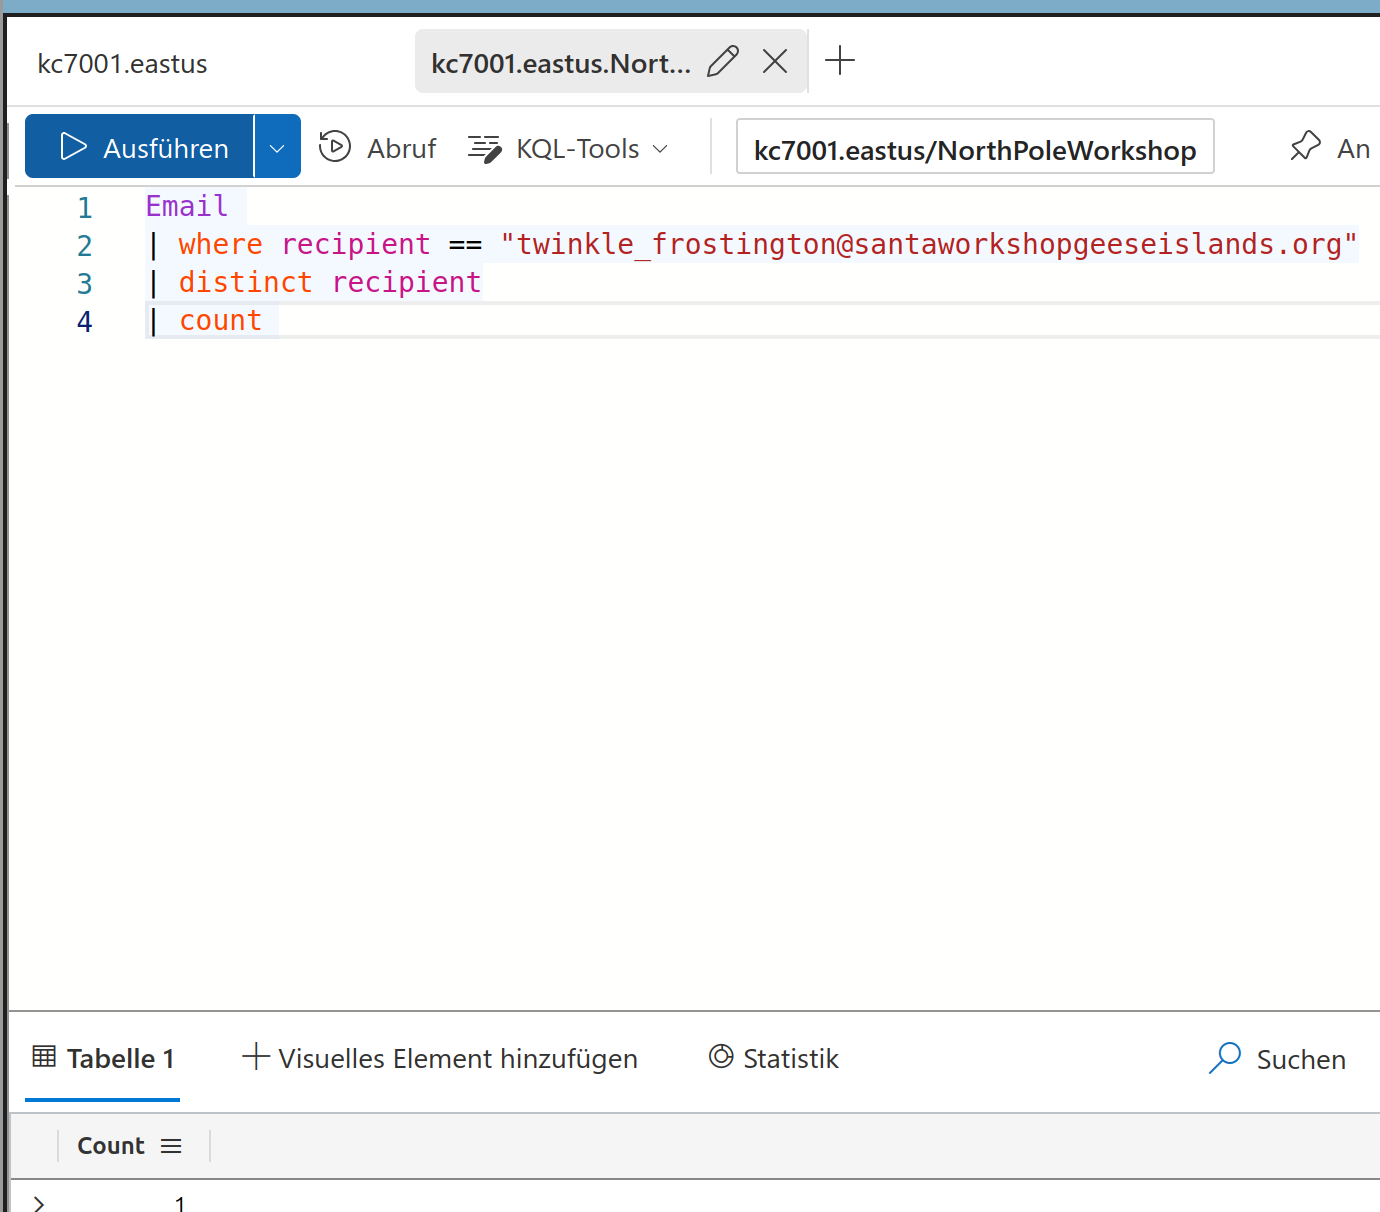 kc7001.eastus
kc7001.eastus.Nort...
Ausführen
Abruf
KQL-Tools
kc7001.eastus/NorthPoleWorkshop
An
1 Email
2 | where recipient == "twinkle_frostington@santaworkshopgeeseislands.org"
3 | distinct recipient
4 | count
Tabelle 1
Visuelles Element hinzufügen
Statistik
Suchen
Count
1